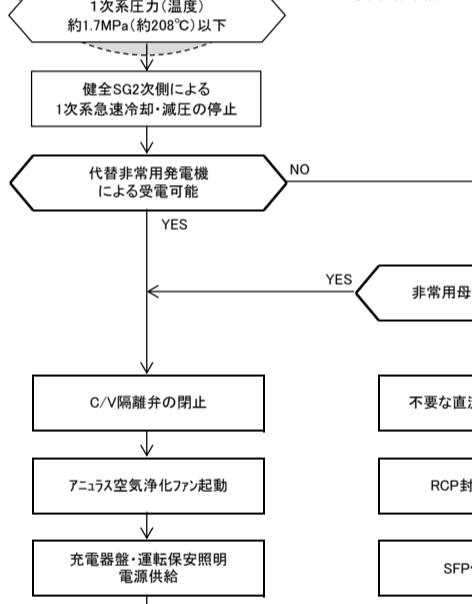 1次系圧力(温度)
約1.7MPa(約208℃)以下
健全SG2次側による
1次系急速冷却・減圧の停止
代替非常用発電機
による受電可能
NO
YES
YES
非常用母
C/V隔離弁の閉止
不要な直
アニュラス空気浄化ファン起動
RCP封
充電器盤・運転保安照明
電源供給
SFP